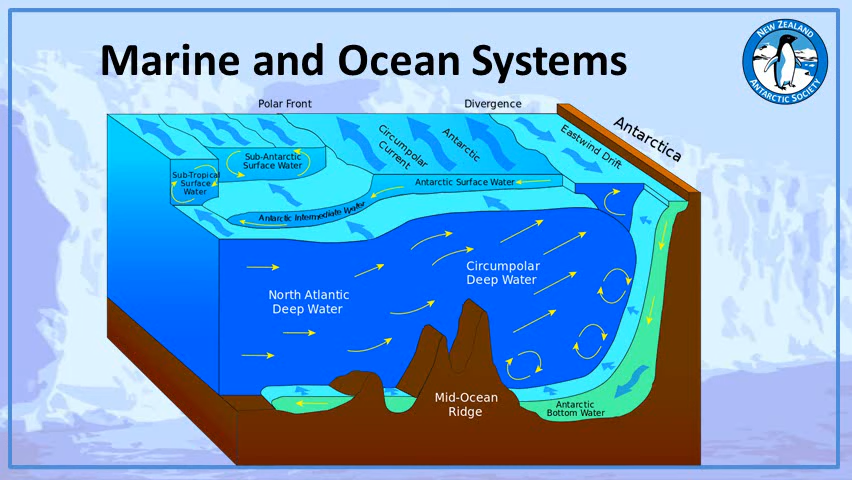 Marine and Ocean Systems
NEW ZEALAND
ANTARCTIC SOCIETY
Polar Front
Divergence
Antarctica
Eastwind Drift
Antarctic
Circumpolar
Current
Sub-Antarctic
Surface Water
Sub-Tropical
Surface
Water
Antarctic Surface Water
Antarctic Intermediate Water
Circumpolar
Deep Water
North Atlantic
Deep Water
Mid-Ocean
Ridge
Antarctic
Bottom Water